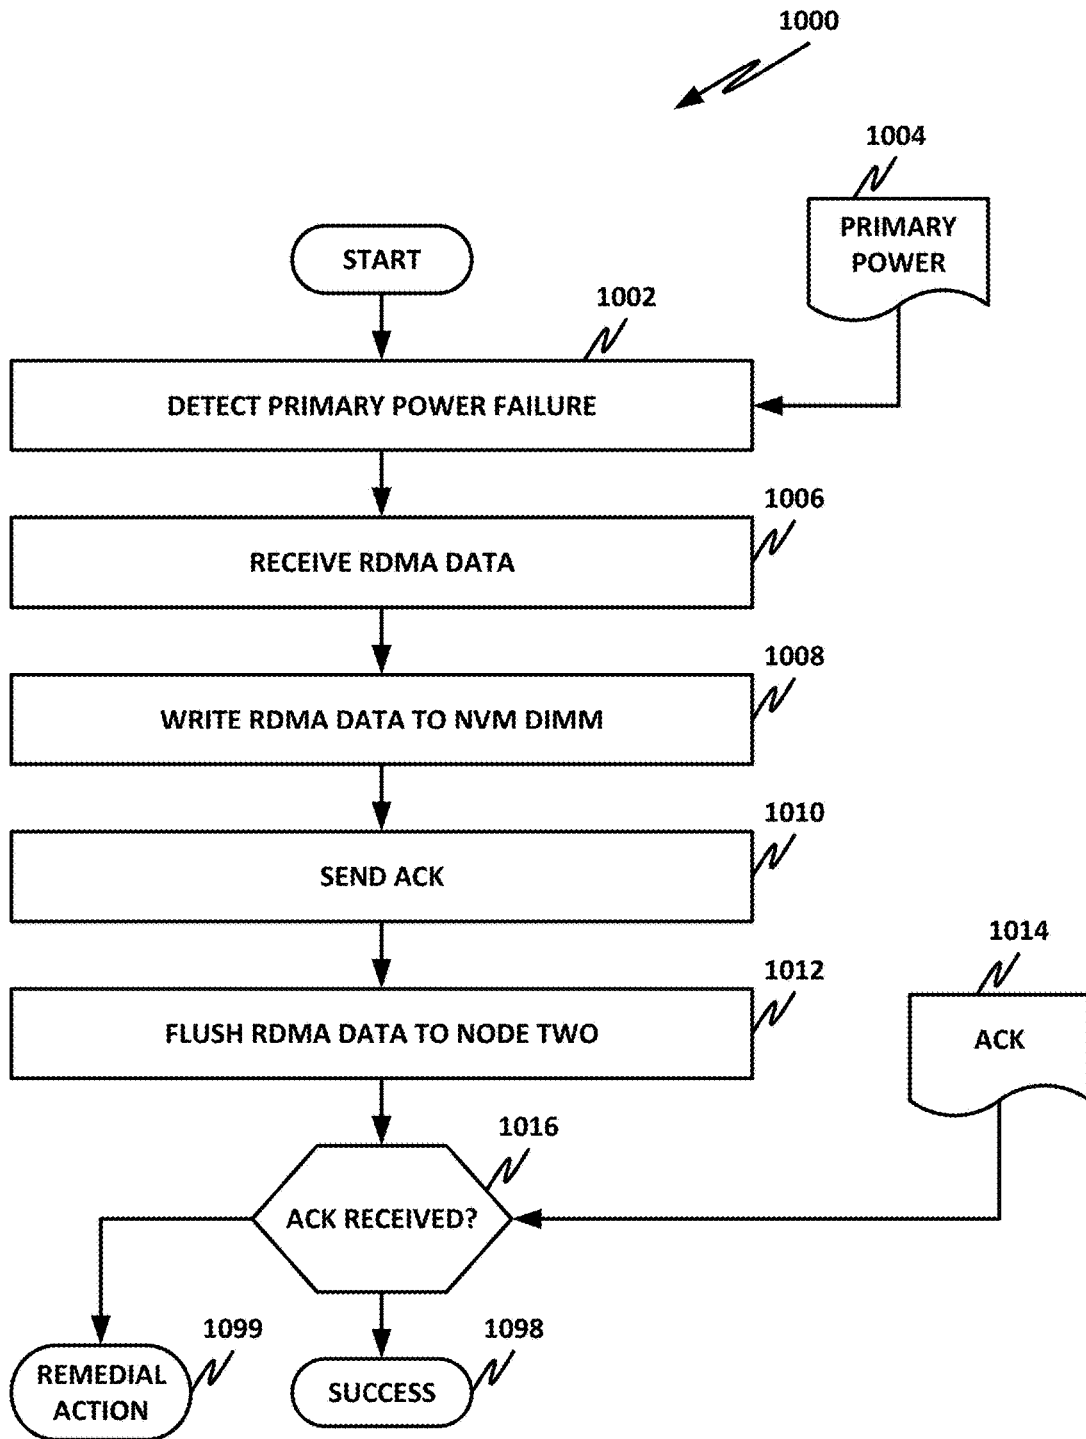 1000
1004
PRIMARY
POWER
START
1002
DETECT PRIMARY POWER FAILURE
1006
RECEIVE RDMA DATA
1008
WRITE RDMA DATA TO NVM DIMM
1010
SEND ACK
1014
ACK
1012
FLUSH RDMA DATA TO NODE TWO
1016
ACK RECEIVED?
1099
REMEDIAL
ACTION
1098
SUCCESS